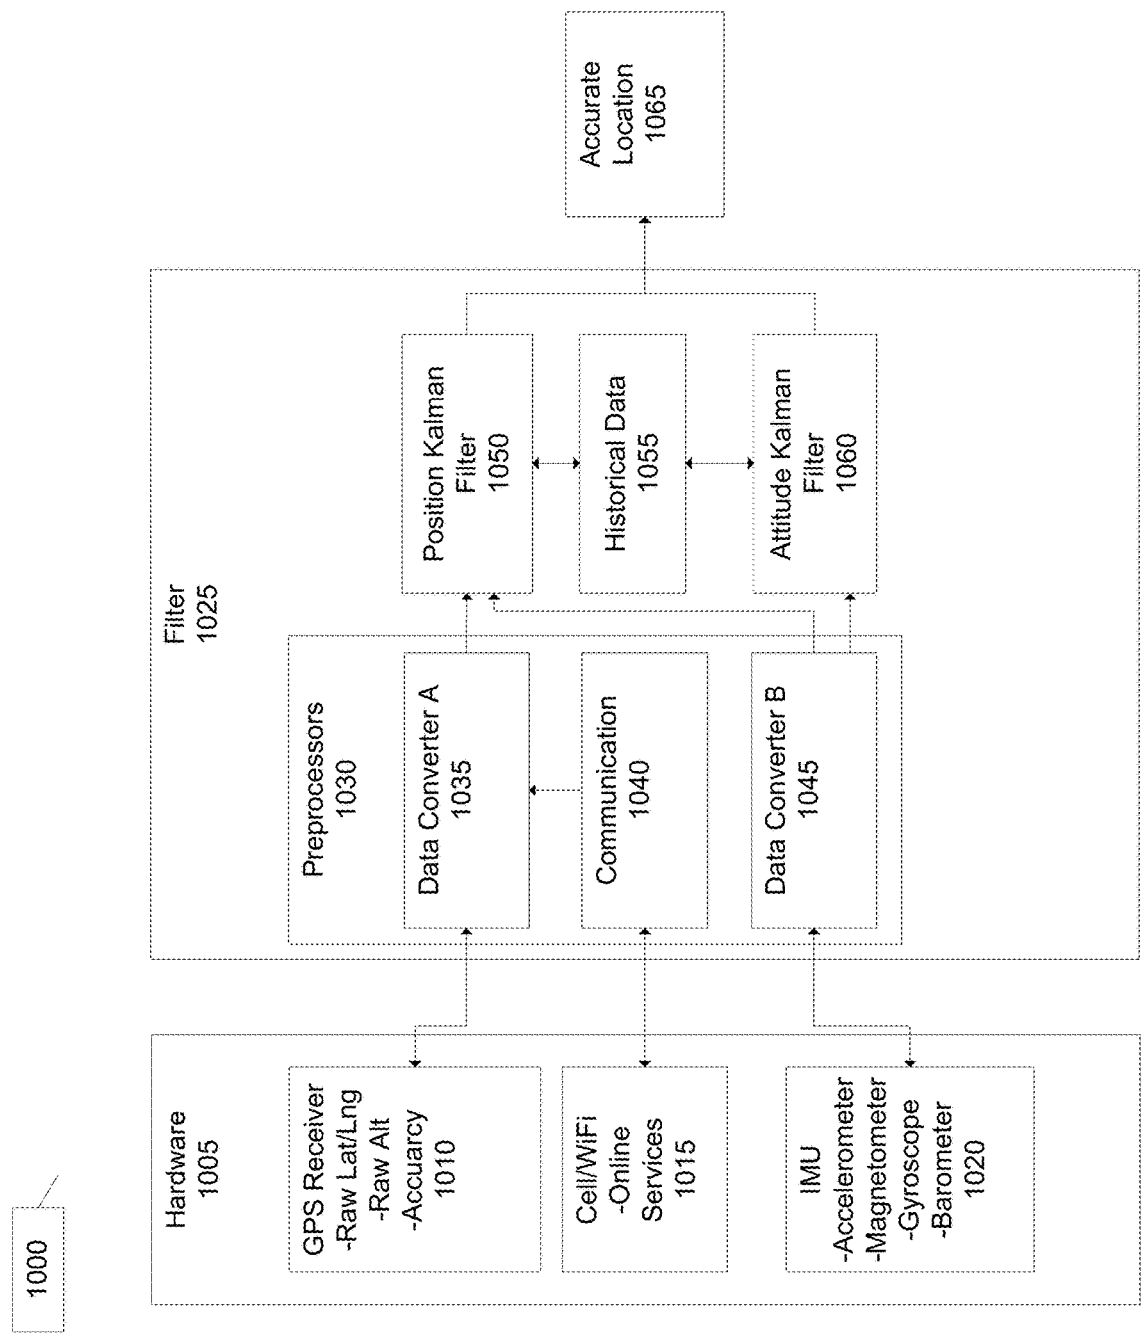 1000
Hardware
1005
GPS Receiver
-Raw Lat/Lng
-Raw Alt
-Accuarcy
1010
Cell/WiFi
-Online
Services
1015
IMU
-Accelerometer
-Magnetometer
-Gyroscope
-Barometer
1020
Filter
1025
Preprocessors
1030
Data Converter A
1035
Communication
1040
Data Converter B
1045
Position Kalman
Filter
1050
Historical Data
1055
Attitude Kalman
Filter
1060
Accurate
Location
1065